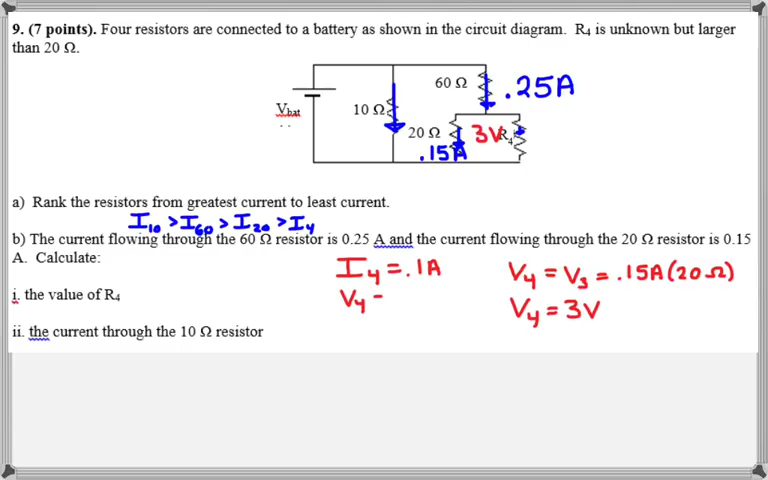 9. (7 points). Four resistors are connected to a battery as shown in the circuit diagram. R4 is unknown but larger
than 20 Ω.
60 Ω
.25A
Vbat
10 Ω
20 Ω
3V
R4
.15A
a) Rank the resistors from greatest current to least current.
I10 > I60 > I20 > I4
b) The current flowing through the 60 Ω resistor is 0.25 A and the current flowing through the 20 Ω resistor is 0.15
A. Calculate:
I4 = .1A
V4 = V3 = .15A(20Ω)
i. the value of R4
V4 =
V4 = 3V
ii. the current through the 10 Ω resistor